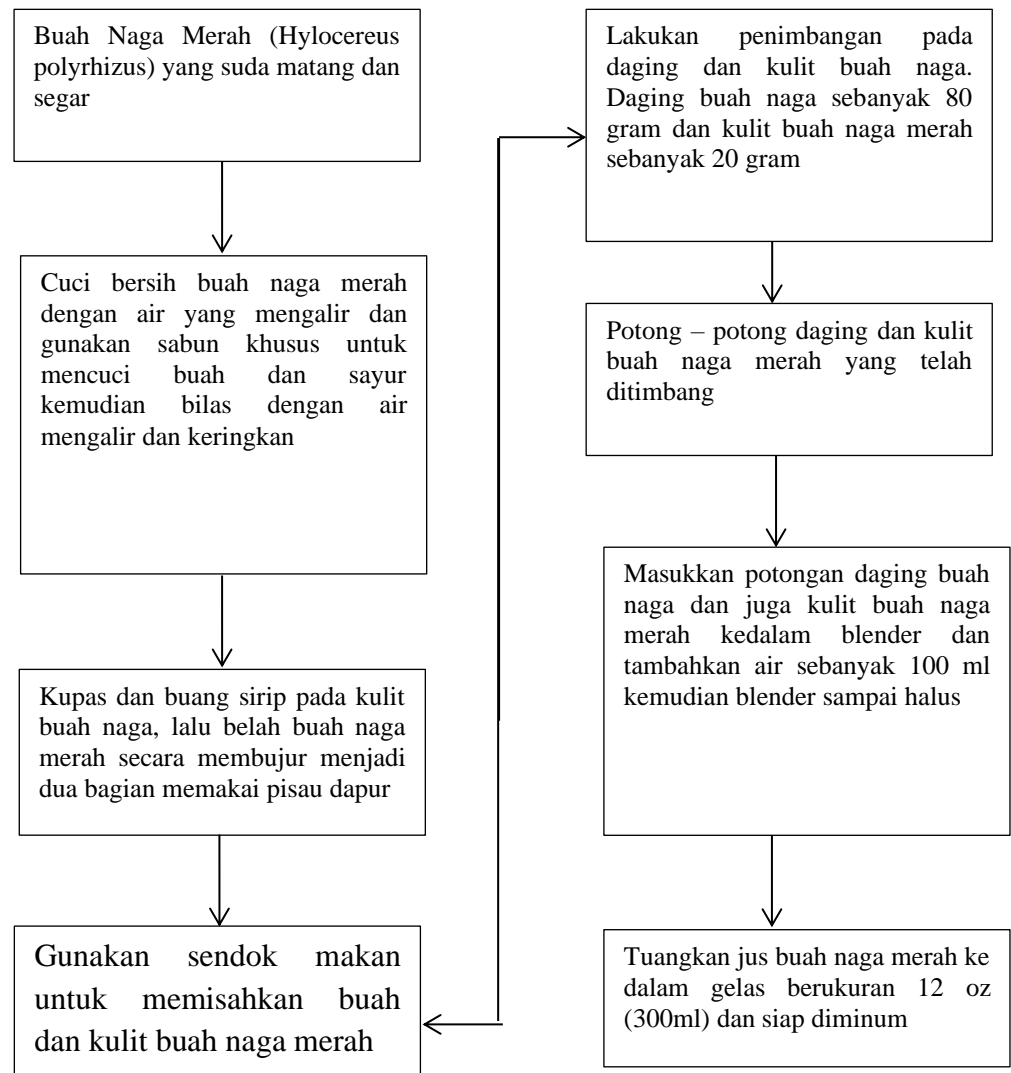 Buah Naga Merah (Hylocereus
polyrhizus) yang suda matang dan
segar
Cuci bersih buah naga merah
dengan air yang mengalir dan
gunakan sabun khusus untuk
mencuci buah dan sayur
kemudian bilas dengan air
mengalir dan keringkan
Kupas dan buang sirip pada kulit
buah naga, lalu belah buah naga
merah secara membujur menjadi
dua bagian memakai pisau dapur
Gunakan sendok makan
untuk memisahkan buah
dan kulit buah naga merah
Lakukan penimbangan pada
daging dan kulit buah naga.
Daging buah naga sebanyak 80
gram dan kulit buah naga merah
sebanyak 20 gram
Potong – potong daging dan kulit
buah naga merah yang telah
ditimbang
Masukkan potongan daging buah
naga dan juga kulit buah naga
merah kedalam blender dan
tambahkan air sebanyak 100 ml
kemudian blender sampai halus
Tuangkan jus buah naga merah ke
dalam gelas berukuran 12 oz
(300ml) dan siap diminum